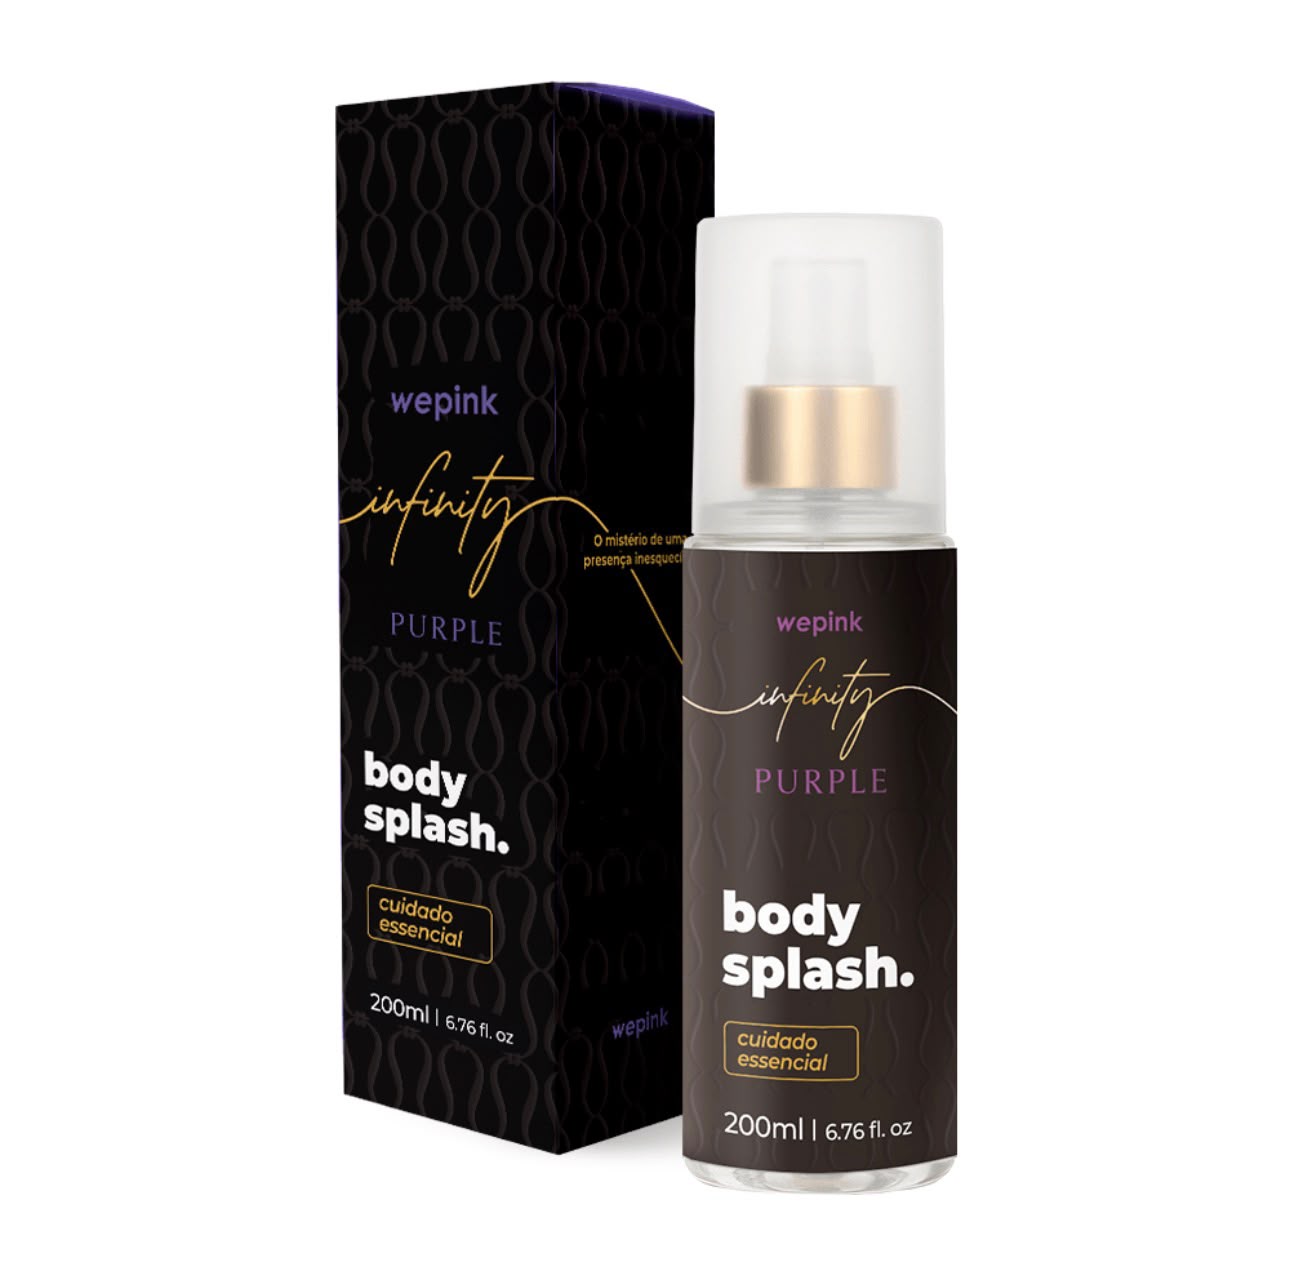 wepink
infinity
PURPLE
body
splash.
cuidado
essencial
200ml | 6.76 fl. oz
O mistério de uma
presença
wepink
wepink
infinity
PURPLE
body
splash.
cuidado
essencial
200ml | 6.76 fl. oz